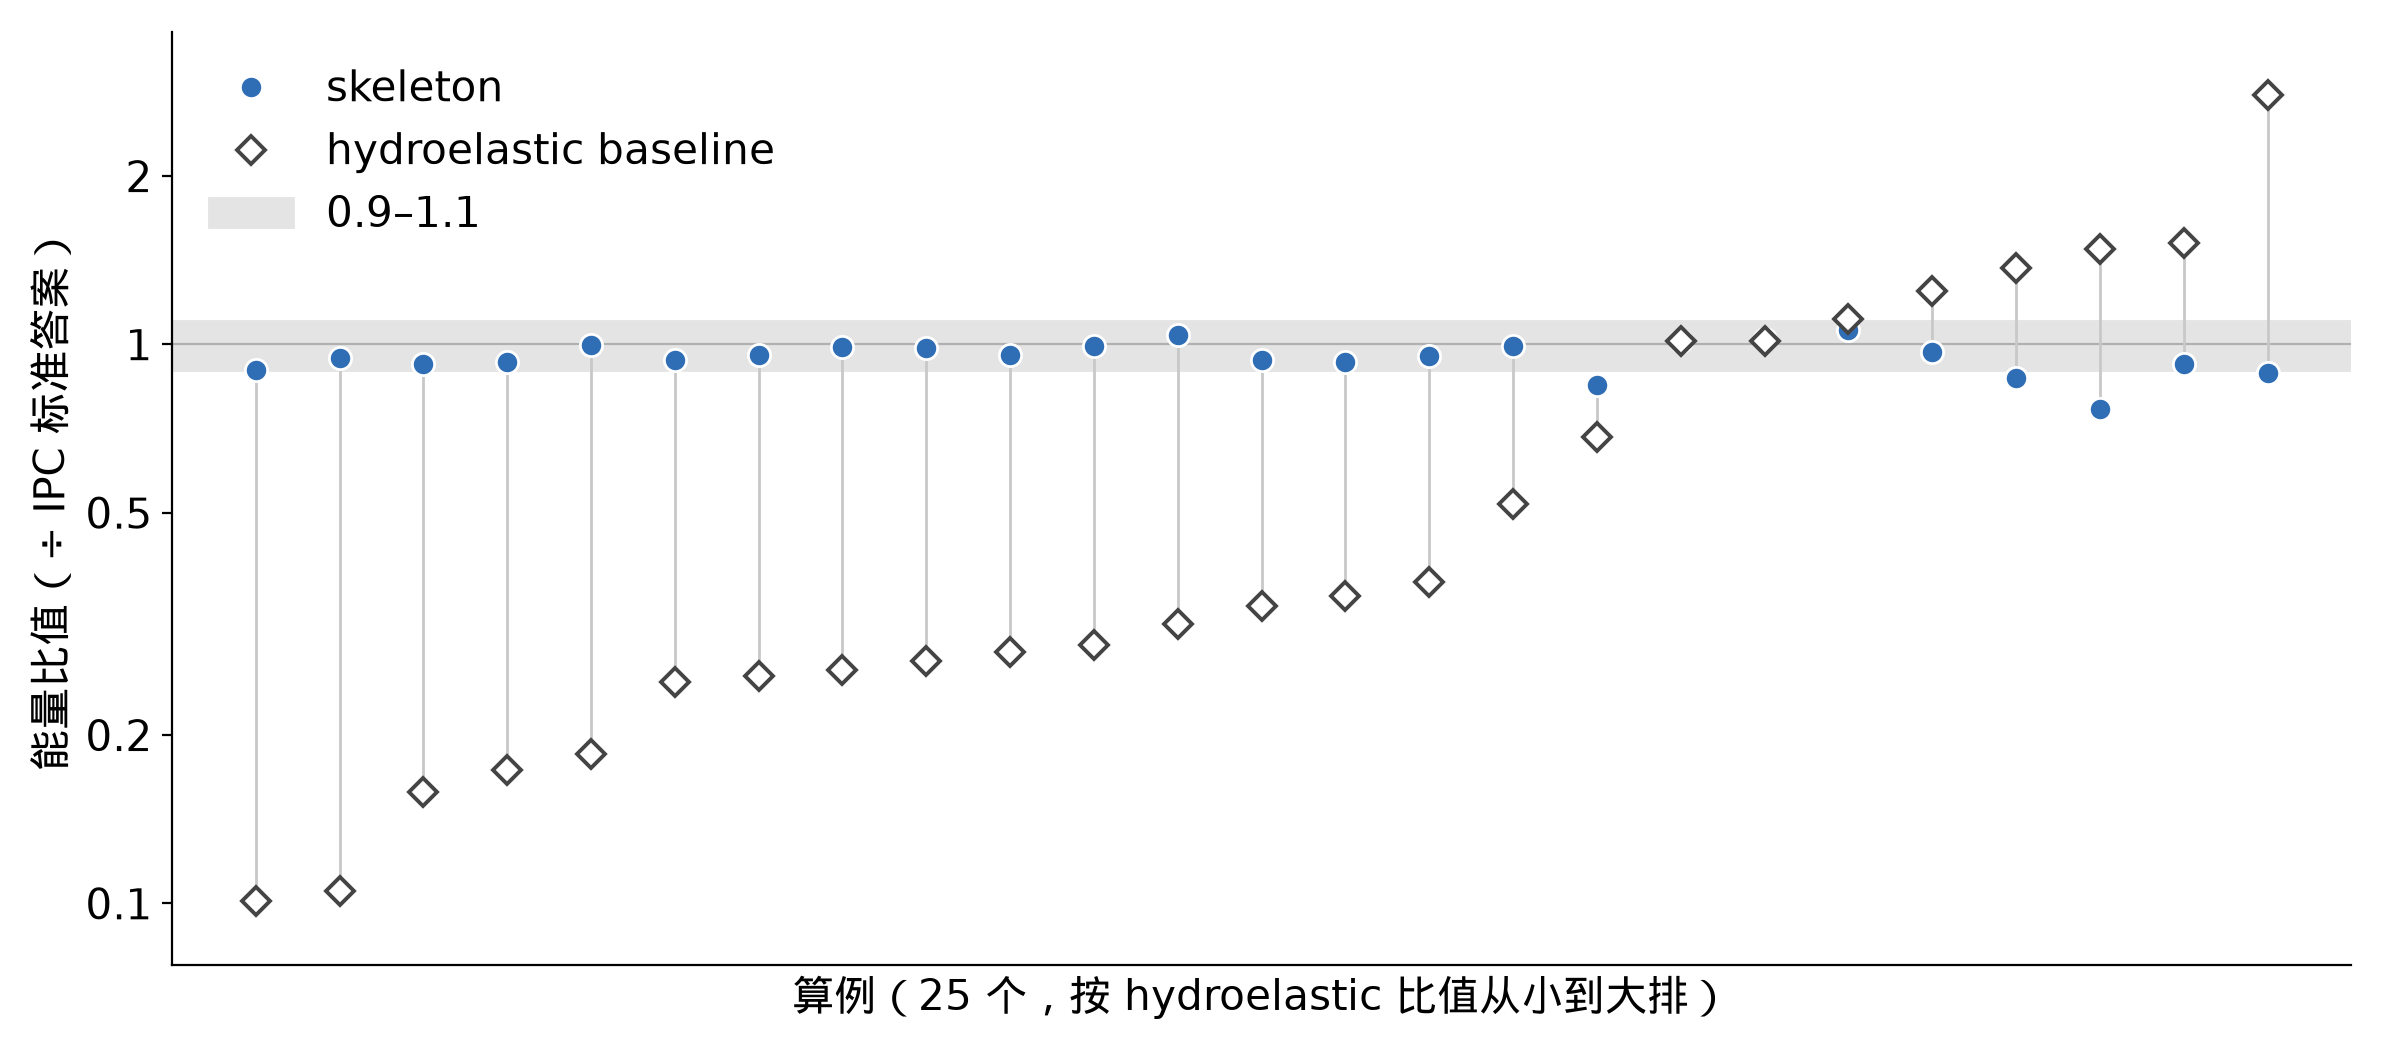 skeleton
hydroelastic baseline
0.9–1.1
能量比值（÷ IPC 标准答案）
2
1
0.5
0.2
0.1
算例（25 个，按 hydroelastic 比值从小到大排）